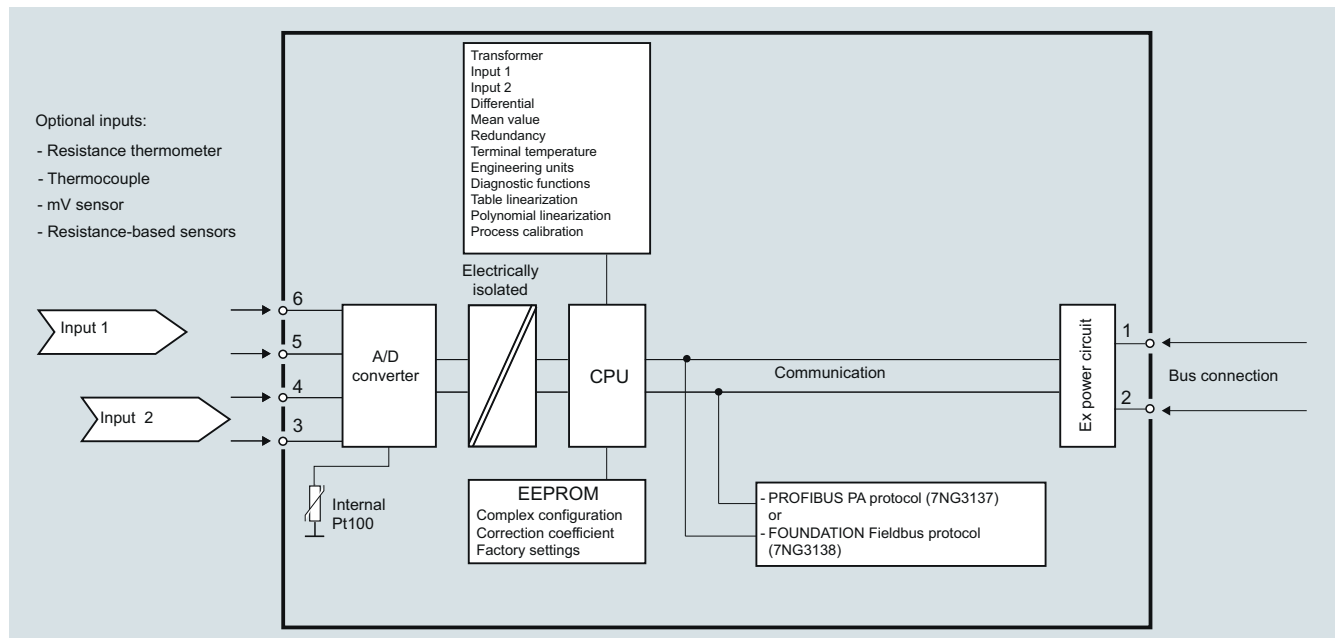 Optional inputs:
- Resistance thermometer
- Thermocouple
- mV sensor
- Resistance-based sensors
Input 1
Input 2
6
5
4
3
A/D
converter
Internal
Pt100
Electrically
isolated
Transformer
Input 1
Input 2
Differential
Mean value
Redundancy
Terminal temperature
Engineering units
Diagnostic functions
Table linearization
Polynomial linearization
Process calibration
CPU
EEPROM
Complex configuration
Correction coefficient
Factory settings
Communication
- PROFIBUS PA protocol (7NG3137)
or
- FOUNDATION Fieldbus protocol
(7NG3138)
Ex power circuit
1
2
Bus connection